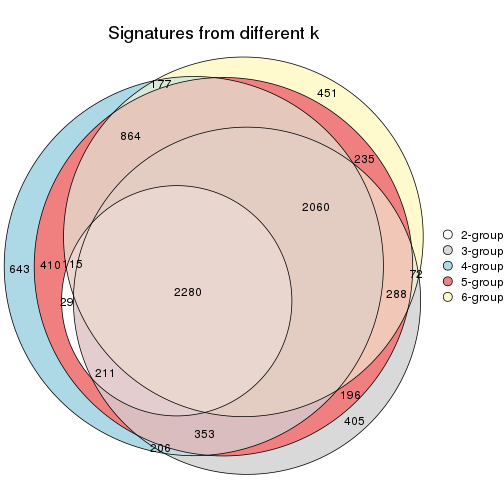 Signatures from different k
177
451
864
235
2060
643
410
115
72
2280
288
29
211
196
405
353
206
2-group
3-group
4-group
5-group
6-group